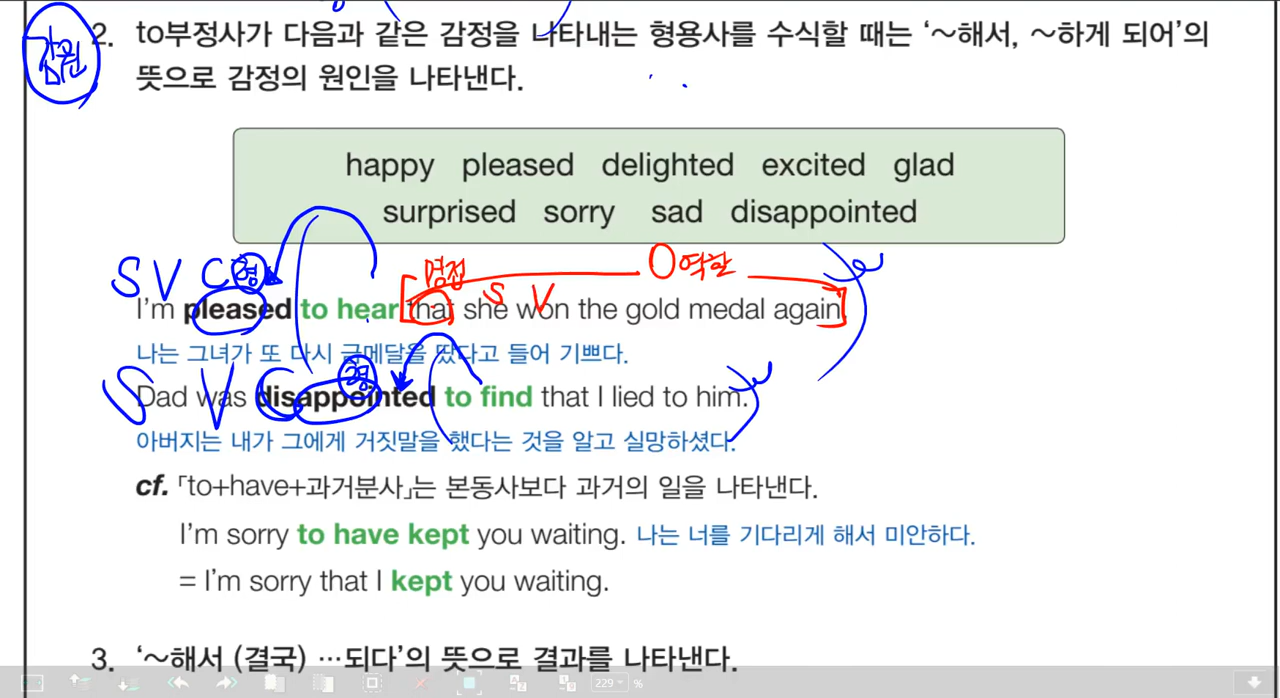 감원
2. to부정사가 다음과 같은 감정을 나타내는 형용사를 수식할 때는 '~해서, ~하게 되어'의
뜻으로 감정의 원인을 나타낸다.
happy pleased delighted excited glad
surprised sorry sad disappointed
S V C 형 명접 O 역할
S V
I'm pleased to hear that she won the gold medal again.
나는 그녀가 또 다시 금메달을 땄다고 들어 기쁘다.
S V C 형
Dad was disappointed to find that I lied to him.
아버지는 내가 그에게 거짓말을 했다는 것을 알고 실망하셨다.
cf. 「to+have+과거분사」는 본동사보다 과거의 일을 나타낸다.
I'm sorry to have kept you waiting. 나는 너를 기다리게 해서 미안하다.
= I'm sorry that I kept you waiting.
3. '~해서 (결국) …되다'의 뜻으로 결과를 나타낸다.
229 %